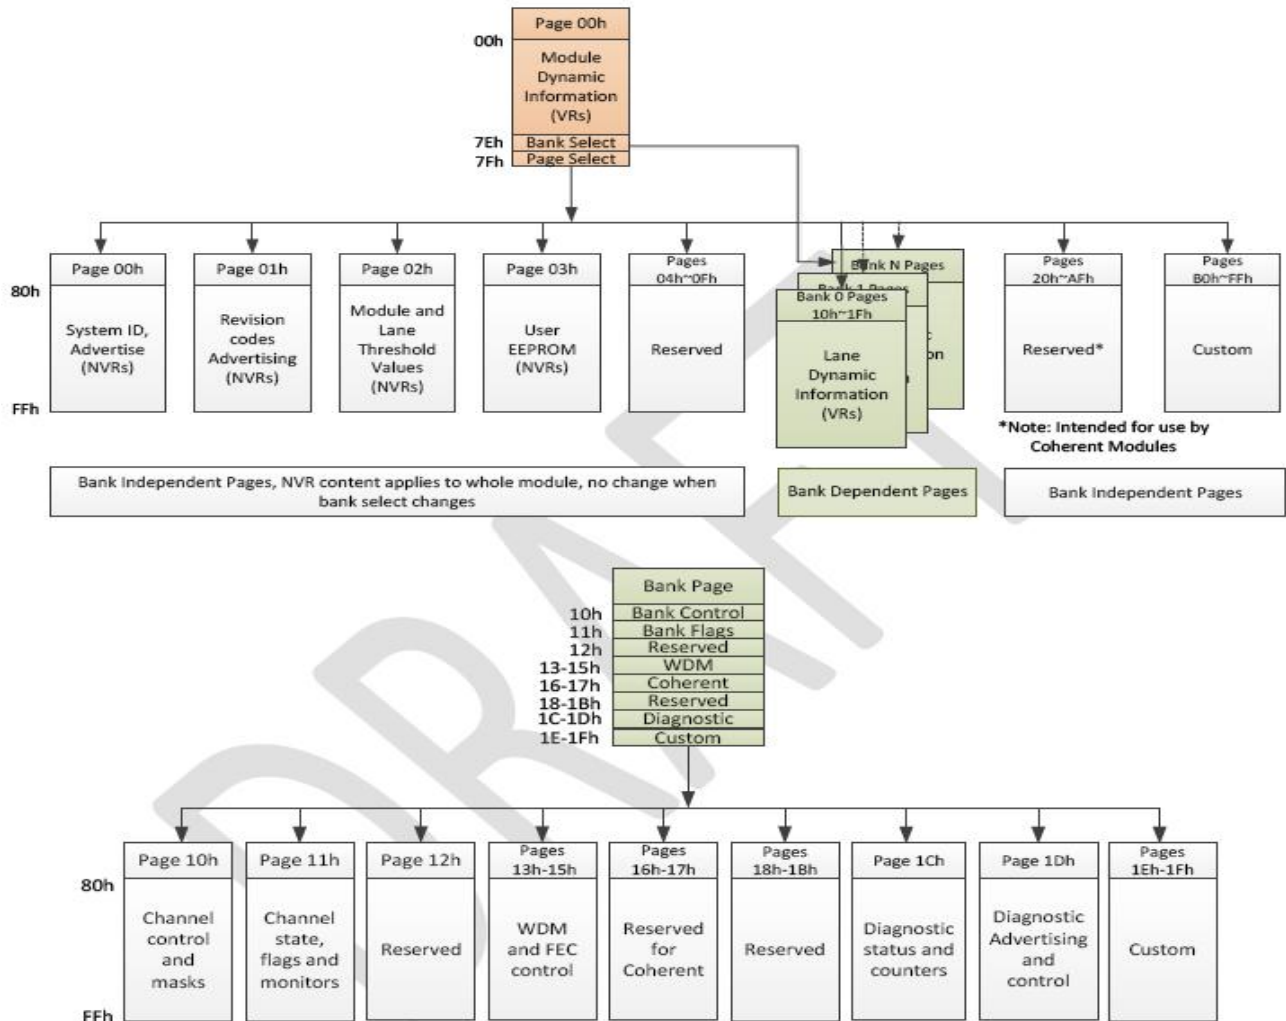 Page 00h
00h
Module
Dynamic
Information
(VRs)
7Eh
Bank Select
7Fh
Page Select
Page 00h
Page 01h
Page 02h
Page 03h
Pages
04h~0Fh
Bank N Pages
Bank 1 Pages
Bank 0 Pages
10h~1Fh
Pages
20h~AFh
Pages
B0h~FFh
80h
System ID,
Advertise
(NVRs)
Revision
codes
Advertising
(NVRs)
Module and
Lane
Threshold
Values
(NVRs)
User
EEPROM
(NVRs)
Reserved
Lane
Dynamic
Information
(VRs)
Reserved*
Custom
FFh
*Note: Intended for use by
Coherent Modules
Bank Independent Pages, NVR content applies to whole module, no change when
bank select changes
Bank Dependent Pages
Bank Independent Pages
Bank Page
10h
Bank Control
11h
Bank Flags
12h
Reserved
13-15h
WDM
16-17h
Coherent
18-1Bh
Reserved
1C-1Dh
Diagnostic
1E-1Fh
Custom
Page 10h
Page 11h
Page 12h
Pages
13h-15h
Pages
16h-17h
Pages
18h-1Bh
Page 1Ch
Page 1Dh
Pages
1Eh-1Fh
80h
Channel
control
and
masks
Channel
state,
flags and
monitors
Reserved
WDM
and FEC
control
Reserved
for
Coherent
Reserved
Diagnostic
status and
counters
Diagnostic
Advertising
and
control
Custom
FFh
DRAFT